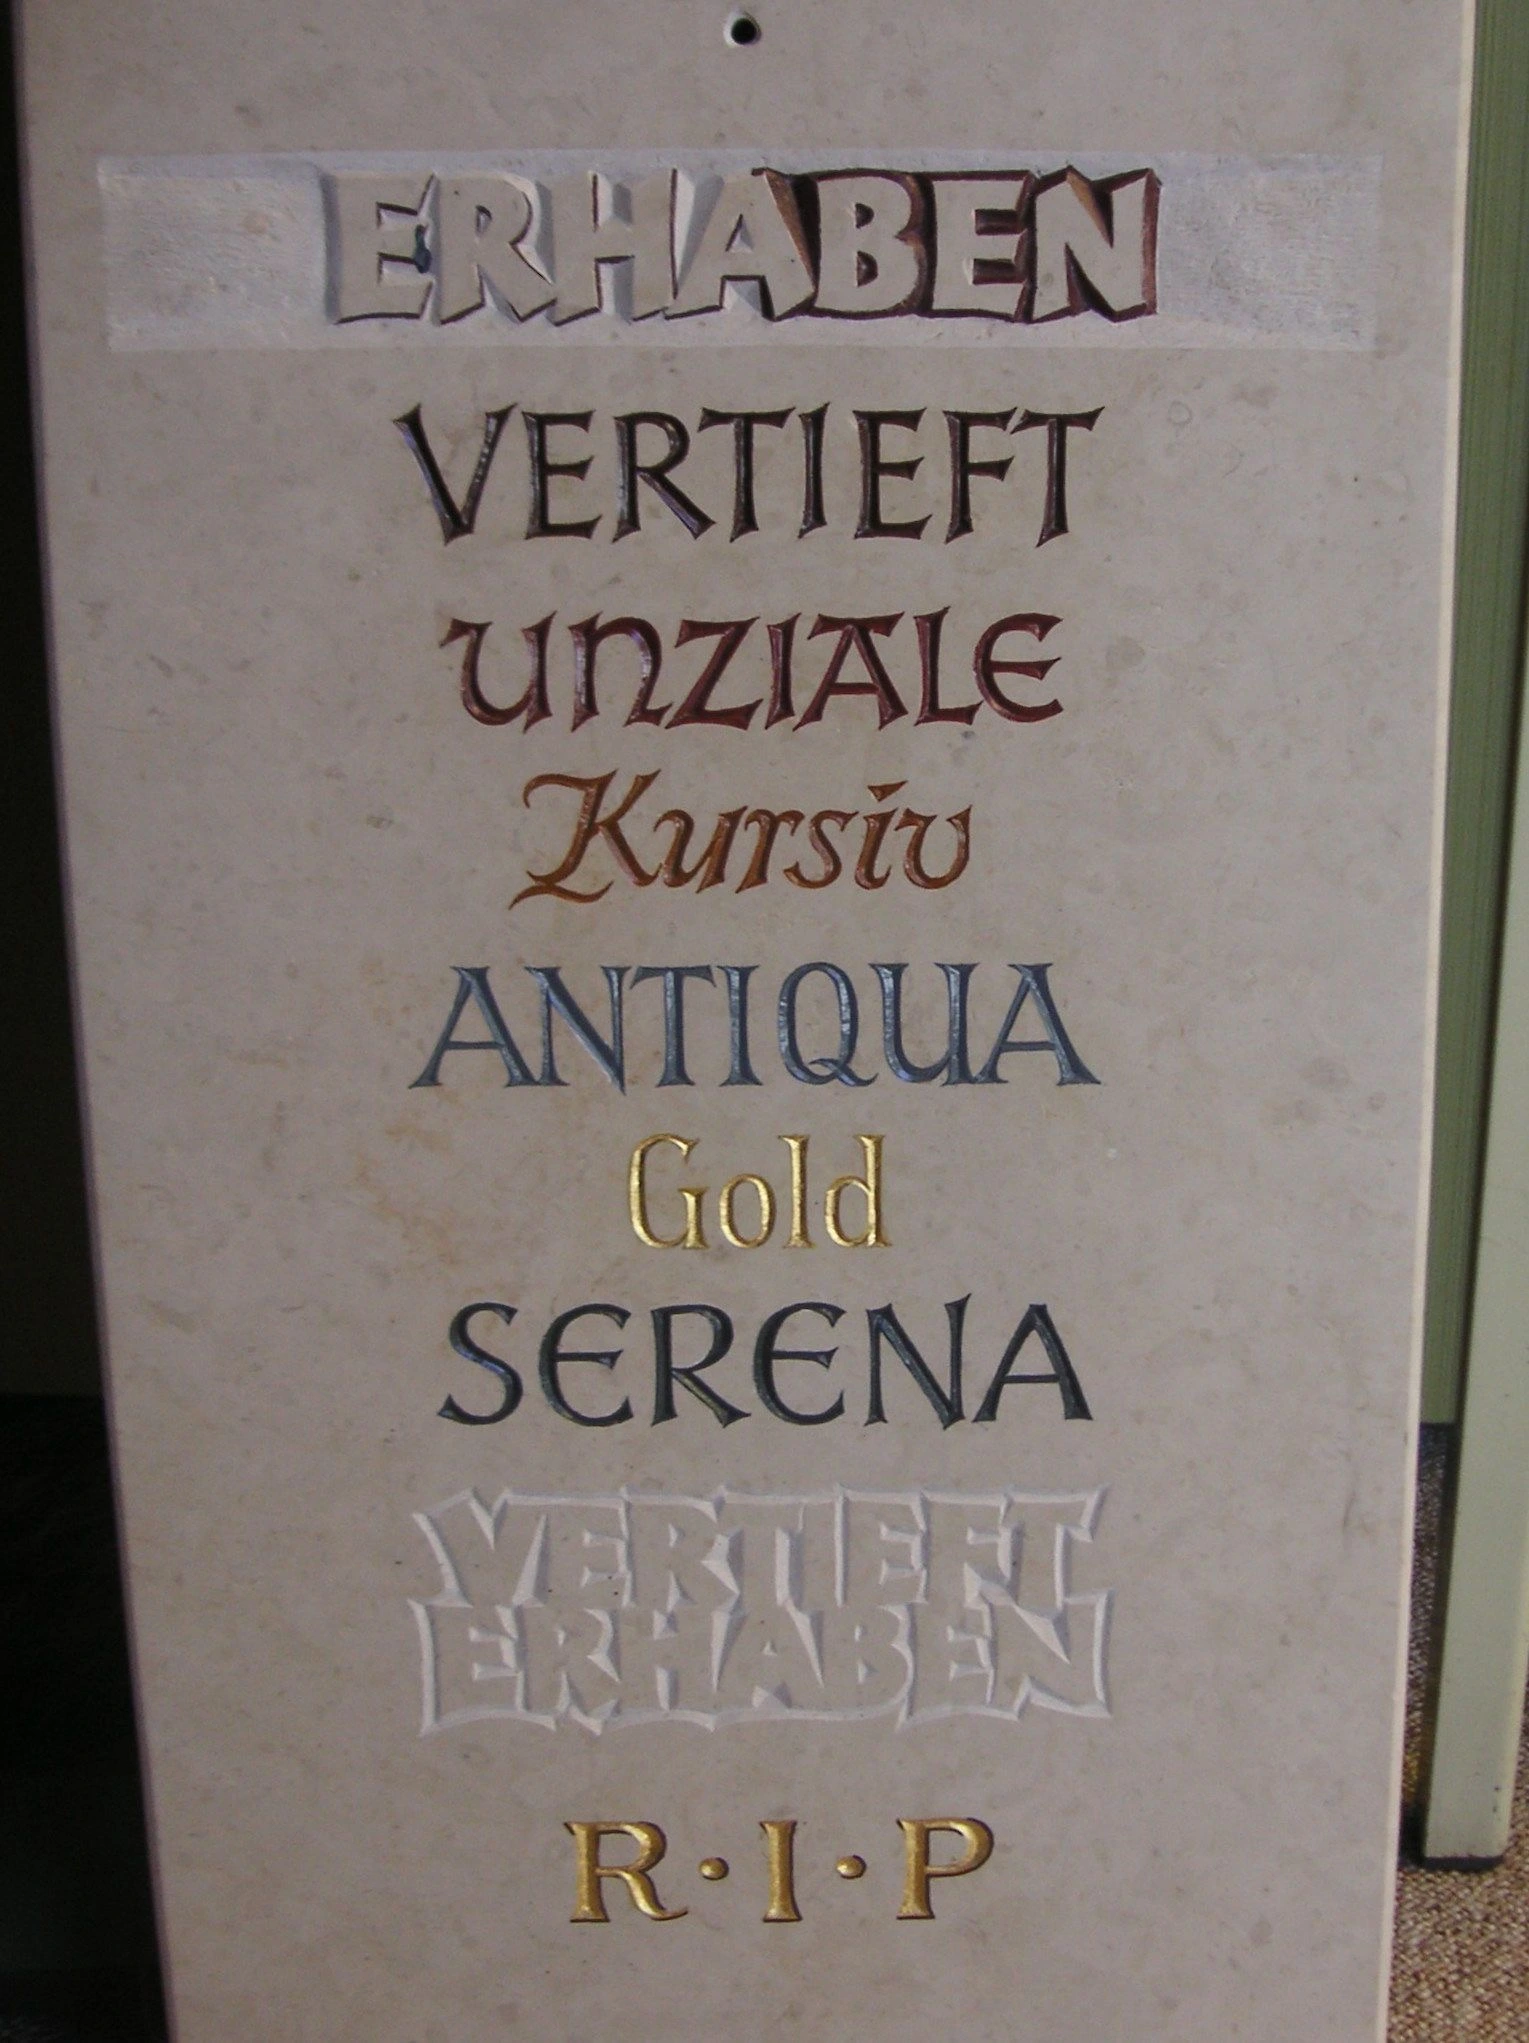 ERHABEN
VERTIEFT
UNZIALE
Kursiv
ANTIQUA
Gold
SERENA
VERTIEFT
ERHABEN
R·I·P